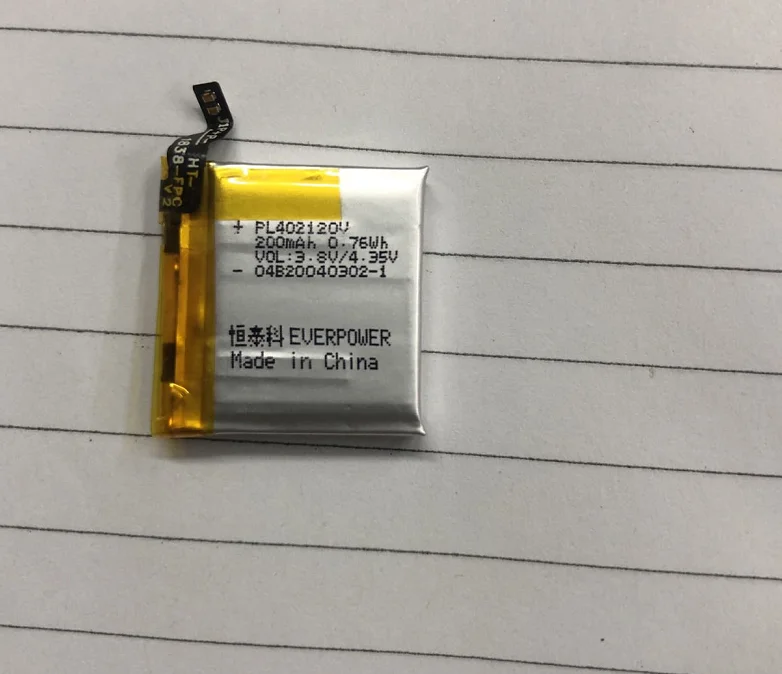 HT-
1838-FPC
V2
+ PL402120V
200mAh 0.76Wh
VOL:3.8V/4.35V
- 04B20040302-1
恒泰科 EVERPOWER
Made in China